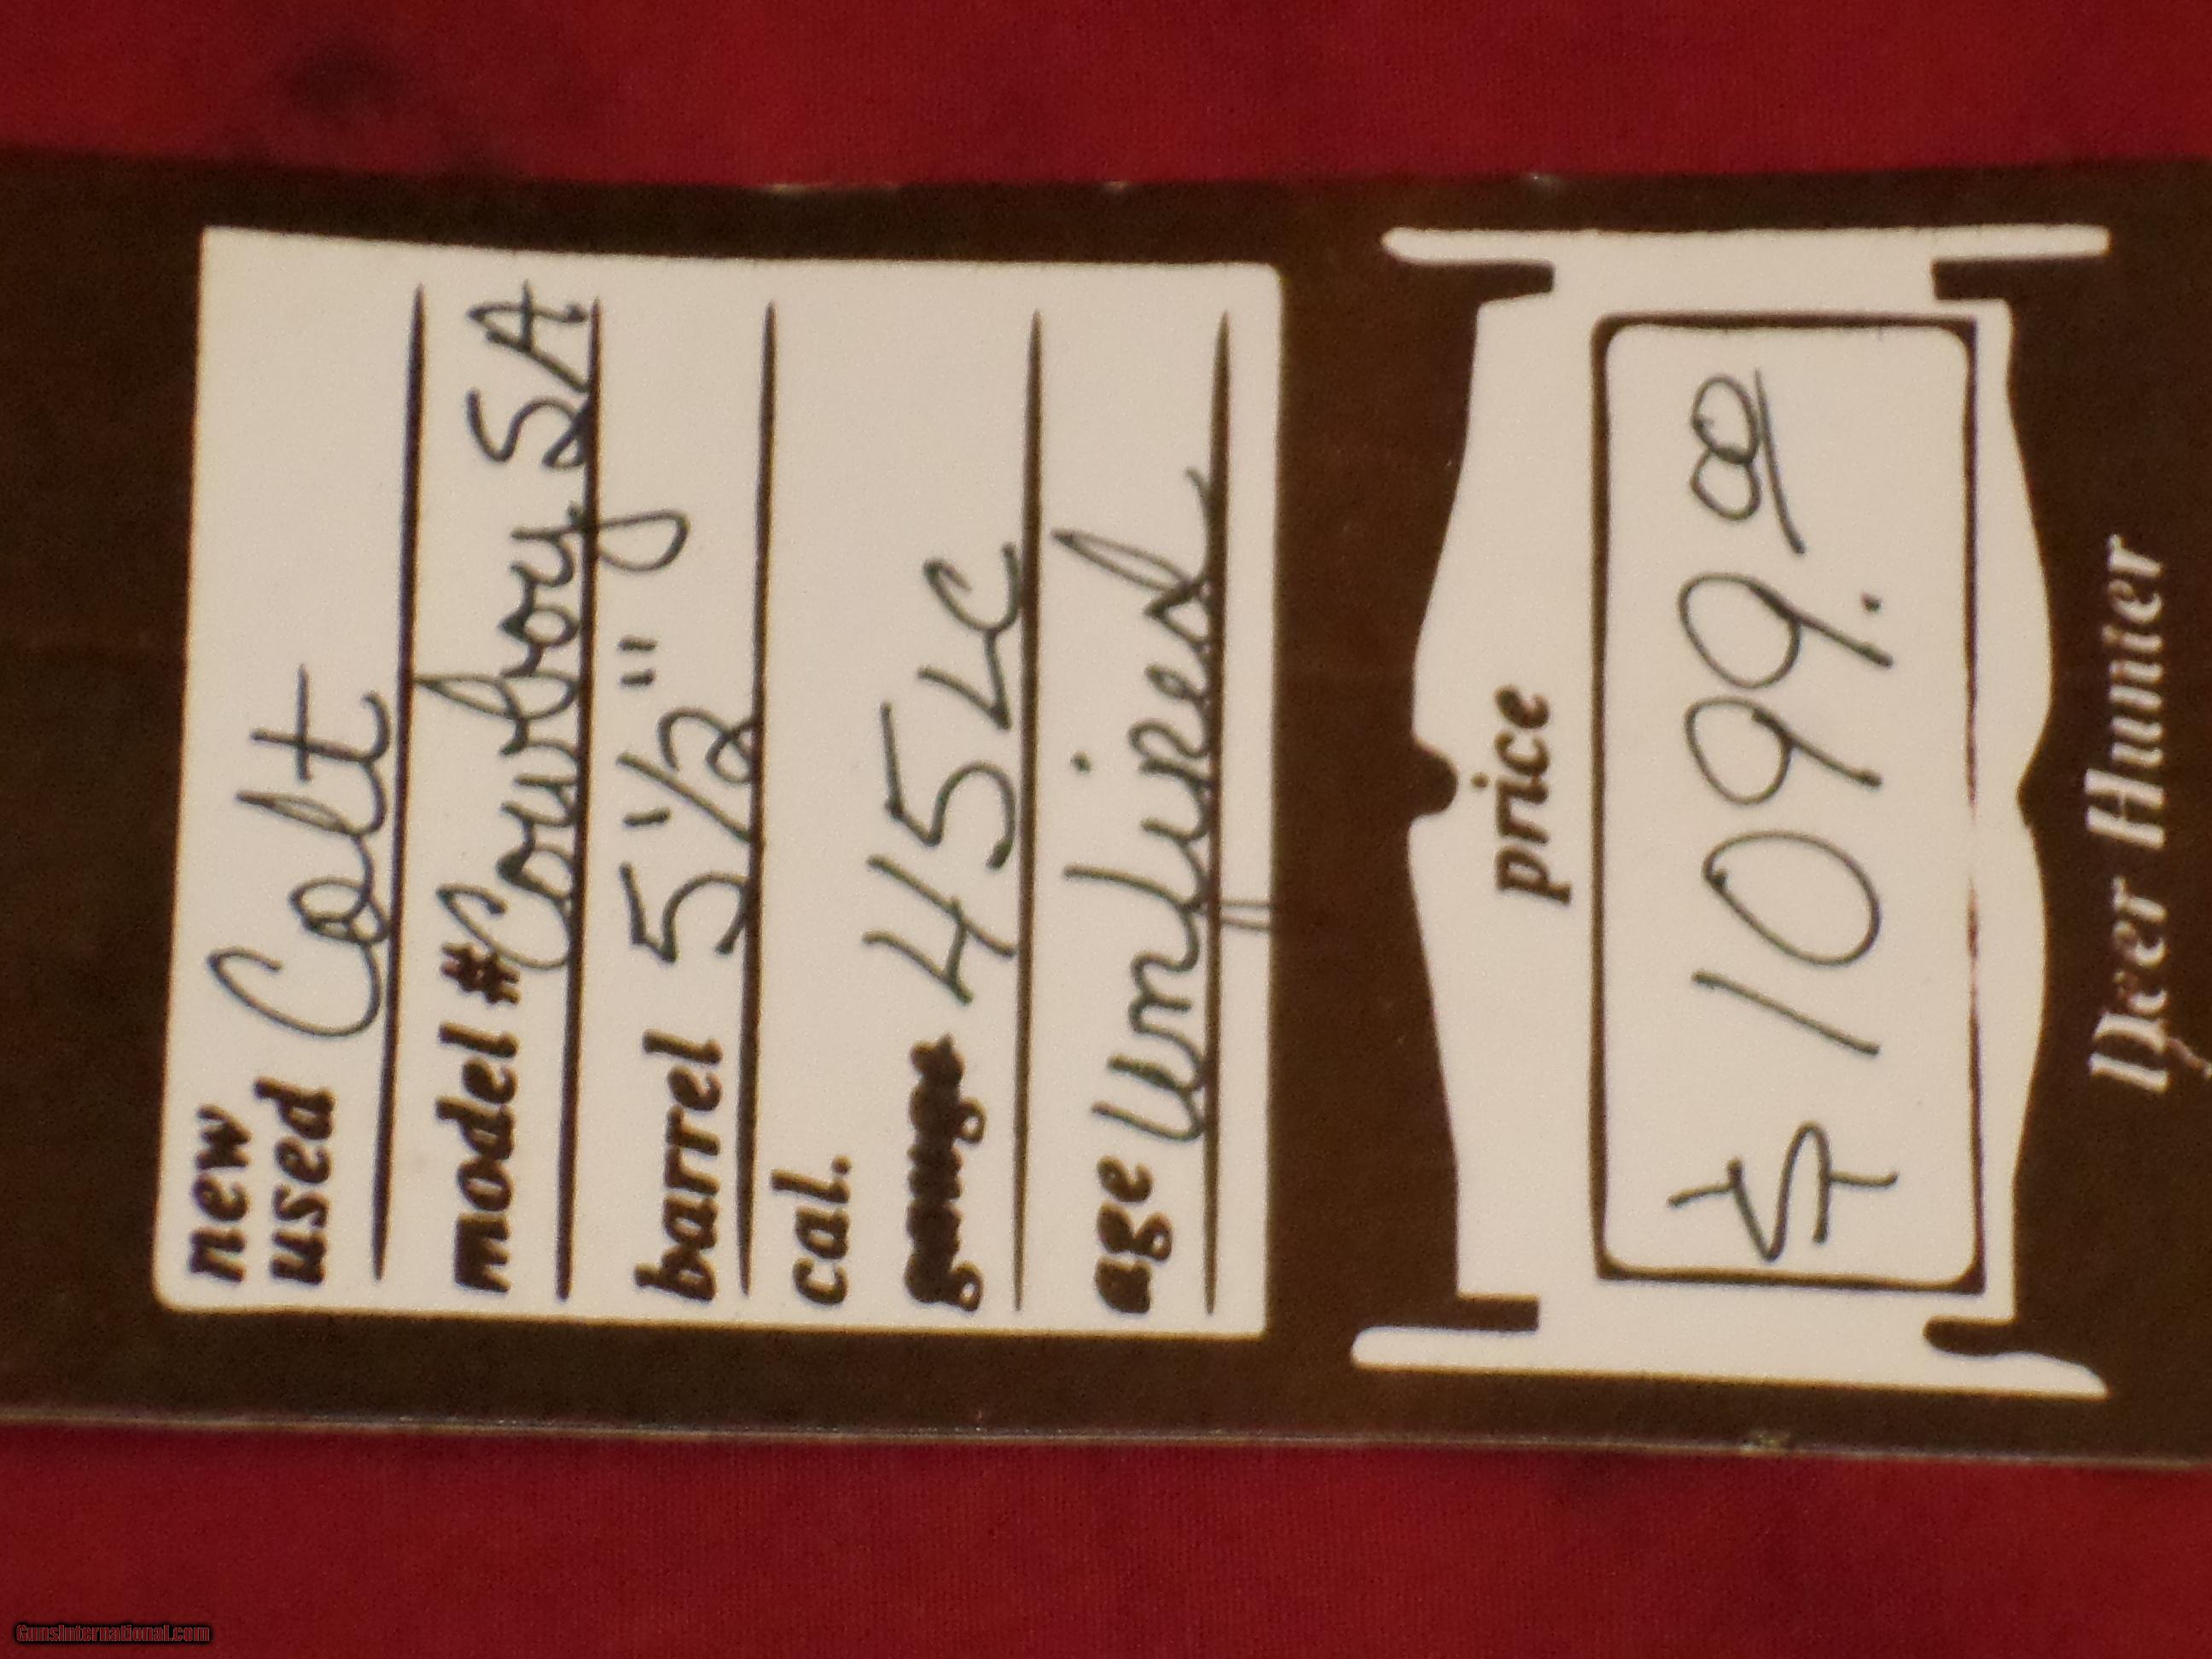 new
used Colt
model # Cowboy SA
barrel 5 1/2"
cal.
gauge 45 LC
age unfired
price
$ 1099.00
Deer Hunter
GunsInternational.com